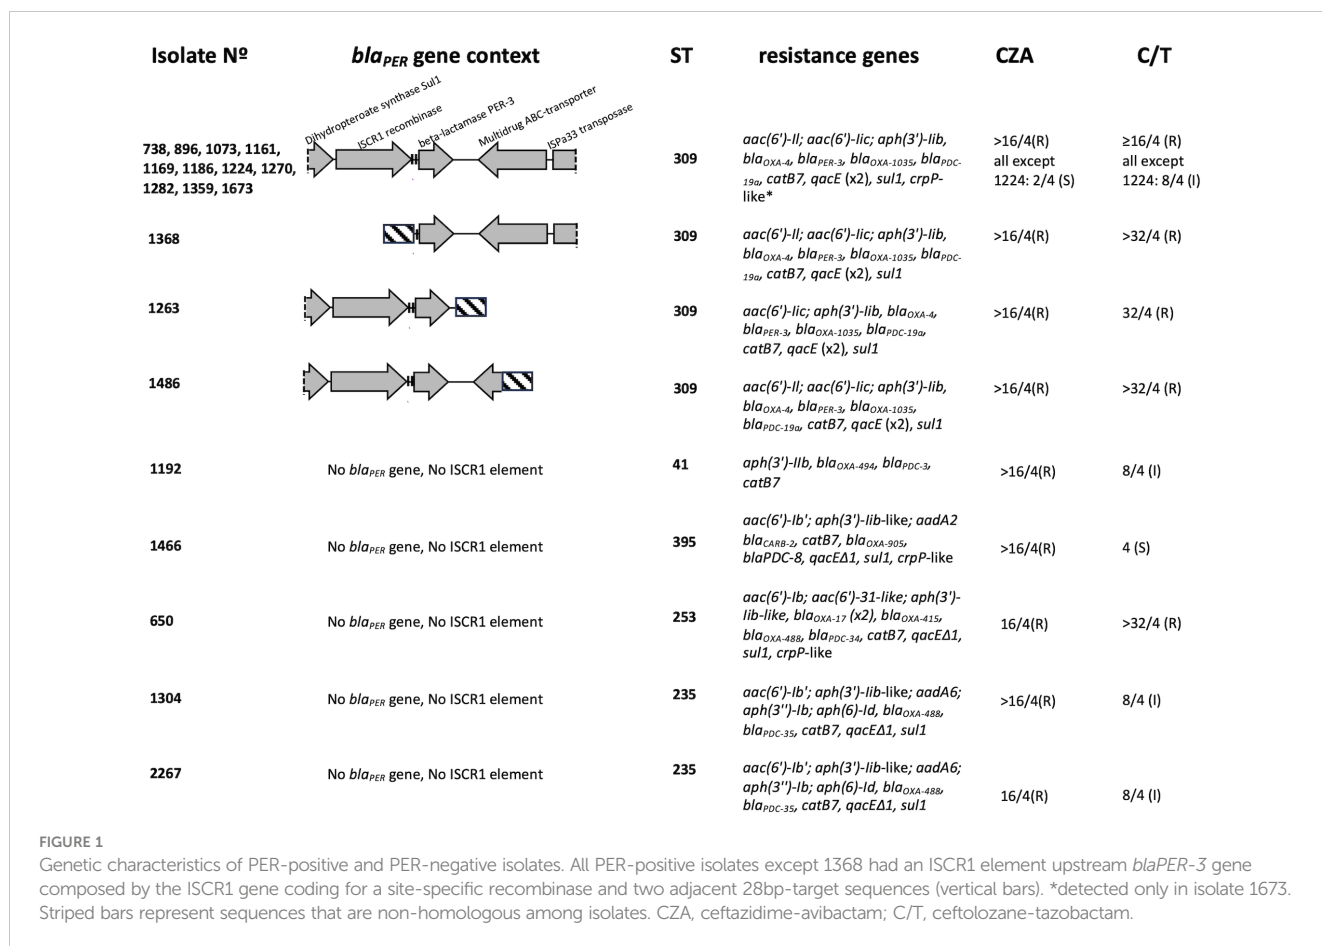 Isolate Nº blaPER gene context ST resistance genes CZA C/T
Dihydropteroate synthase Sul1
ISCR1 recombinase
beta-lactamase PER-3
Multidrug ABC-transporter
ISPa33 transposase
738, 896, 1073, 1161,
1169, 1186, 1224, 1270,
1282, 1359, 1673
309
aac(6')-Il; aac(6')-Iic; aph(3')-Iib,
blaOXA-4, blaPER-3, blaOXA-1035, blaPDC-
19a, catB7, qacE (x2), sul1, crpP-
like*
>16/4(R)
all except
1224: 2/4 (S)
≥16/4 (R)
all except
1224: 8/4 (I)
1368
309
aac(6')-Il; aac(6')-Iic; aph(3')-Iib,
blaOXA-4, blaPER-3, blaOXA-1035, blaPDC-
19a, catB7, qacE (x2), sul1
>16/4(R)
>32/4 (R)
1263
309
aac(6')-Iic; aph(3')-Iib, blaOXA-4,
blaPER-3, blaOXA-1035, blaPDC-19a,
catB7, qacE (x2), sul1
>16/4(R)
32/4 (R)
1486
309
aac(6')-Il; aac(6')-Iic; aph(3')-Iib,
blaOXA-4, blaPER-3, blaOXA-1035,
blaPDC-19a, catB7, qacE (x2), sul1
>16/4(R)
>32/4 (R)
1192
No blaPER gene, No ISCR1 element
41
aph(3')-IIb, blaOXA-494, blaPDC-3,
catB7
>16/4(R)
8/4 (I)
1466
No blaPER gene, No ISCR1 element
395
aac(6')-Ib'; aph(3')-Iib-like; aadA2
blaCARB-2, catB7, blaOXA-905,
blaPDC-8, qacEΔ1, sul1, crpP-like
>16/4(R)
4 (S)
650
No blaPER gene, No ISCR1 element
253
aac(6')-Ib; aac(6')-31-like; aph(3')-
Iib-like, blaOXA-17 (x2), blaOXA-415,
blaOXA-488, blaPDC-34, catB7, qacEΔ1,
sul1, crpP-like
16/4(R)
>32/4 (R)
1304
No blaPER gene, No ISCR1 element
235
aac(6')-Ib'; aph(3')-Iib-like; aadA6;
aph(3'')-Ib; aph(6)-Id, blaOXA-488,
blaPDC-35, catB7, qacEΔ1, sul1
>16/4(R)
8/4 (I)
2267
No blaPER gene, No ISCR1 element
235
aac(6')-Ib'; aph(3')-Iib-like; aadA6;
aph(3'')-Ib; aph(6)-Id, blaOXA-488,
blaPDC-35, catB7, qacEΔ1, sul1
16/4(R)
8/4 (I)
FIGURE 1
Genetic characteristics of PER-positive and PER-negative isolates. All PER-positive isolates except 1368 had an ISCR1 element upstream blaPER-3 gene
composed by the ISCR1 gene coding for a site-specific recombinase and two adjacent 28bp-target sequences (vertical bars). *detected only in isolate 1673.
Striped bars represent sequences that are non-homologous among isolates. CZA, ceftazidime-avibactam; C/T, ceftolozane-tazobactam.